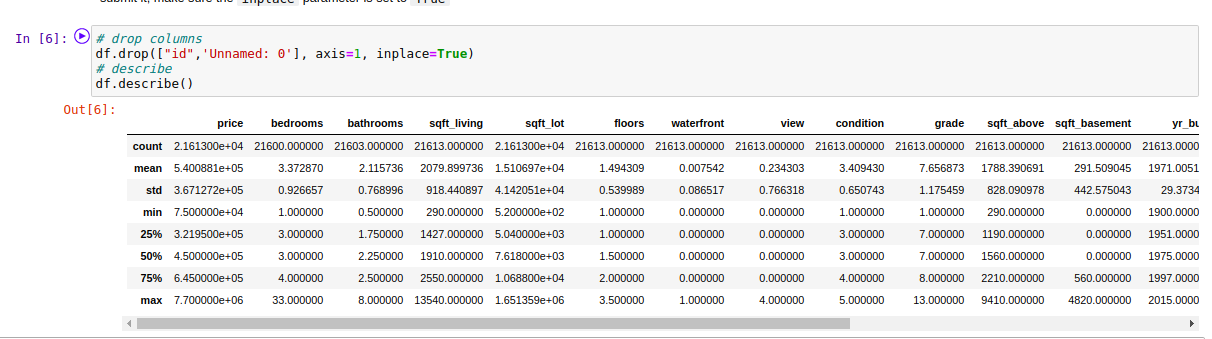 submit it, make sure the inplace parameter is set to True
In [6]:
# drop columns
df.drop(["id",'Unnamed: 0'], axis=1, inplace=True)
# describe
df.describe()
Out[6]:
price bedrooms bathrooms sqft_living sqft_lot floors waterfront view condition grade sqft_above sqft_basement yr_bu
count 2.161300e+04 21600.000000 21603.000000 21613.000000 2.161300e+04 21613.000000 21613.000000 21613.000000 21613.000000 21613.000000 21613.000000 21613.000000 21613.0000
mean 5.400881e+05 3.372870 2.115736 2079.899736 1.510697e+04 1.494309 0.007542 0.234303 3.409430 7.656873 1788.390691 291.509045 1971.0051
std 3.671272e+05 0.926657 0.768996 918.440897 4.142051e+04 0.539989 0.086517 0.766318 0.650743 1.175459 828.090978 442.575043 29.3734
min 7.500000e+04 1.000000 0.500000 290.000000 5.200000e+02 1.000000 0.000000 0.000000 1.000000 1.000000 290.000000 0.000000 1900.0000
25% 3.219500e+05 3.000000 1.750000 1427.000000 5.040000e+03 1.000000 0.000000 0.000000 3.000000 7.000000 1190.000000 0.000000 1951.0000
50% 4.500000e+05 3.000000 2.250000 1910.000000 7.618000e+03 1.500000 0.000000 0.000000 3.000000 7.000000 1560.000000 0.000000 1975.0000
75% 6.450000e+05 4.000000 2.500000 2550.000000 1.068800e+04 2.000000 0.000000 0.000000 4.000000 8.000000 2210.000000 560.000000 1997.0000
max 7.700000e+06 33.000000 8.000000 13540.000000 1.651359e+06 3.500000 1.000000 4.000000 5.000000 13.000000 9410.000000 4820.000000 2015.0000